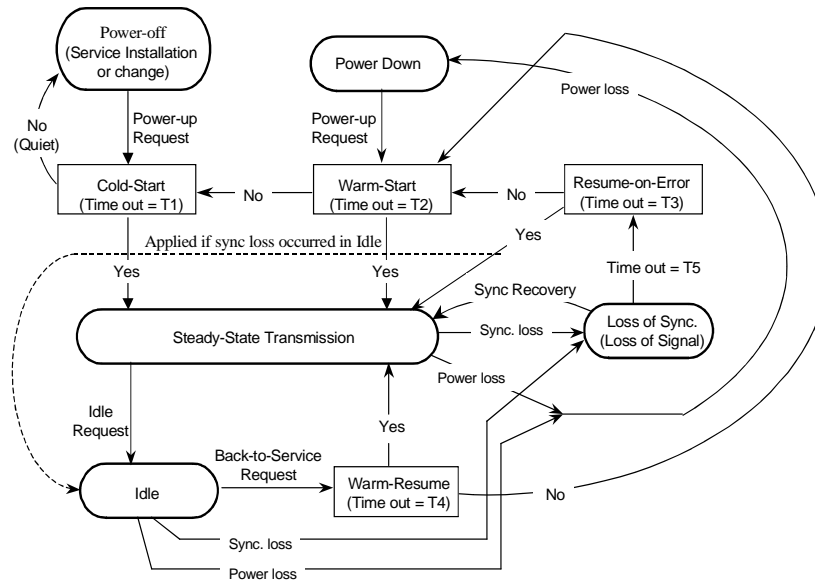 Power-off
(Service Installation
or change)
Power Down
Power loss
No
(Quiet)
Power-up
Request
Power-up
Request
Cold-Start
(Time out = T1)
No
Warm-Start
(Time out = T2)
No
Resume-on-Error
(Time out = T3)
Applied if sync loss occurred in Idle
Yes
Yes
Yes
Time out = T5
Sync Recovery
Steady-State Transmission
Sync. loss
Loss of Sync.
(Loss of Signal)
Power loss
Idle
Request
Yes
Back-to-Service
Request
Idle
Warm-Resume
(Time out = T4)
No
Sync. loss
Power loss